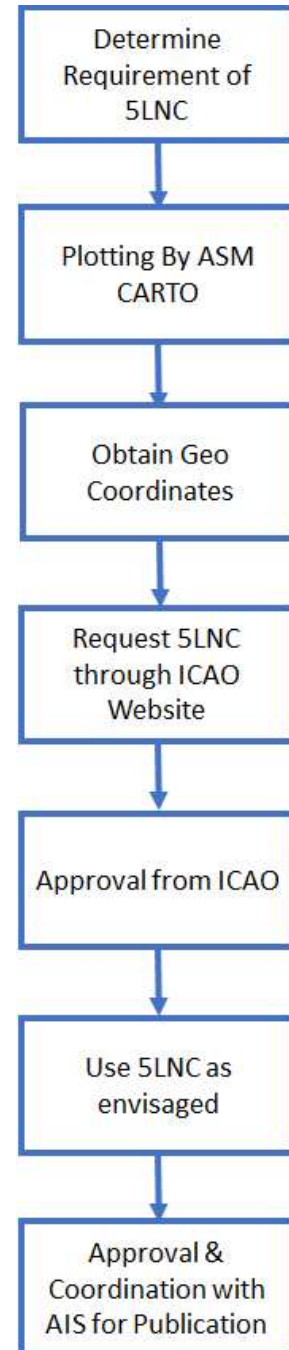 Determine
Requirement of
5LNC
Plotting By ASM
CARTO
Obtain Geo
Coordinates
Request 5LNC
through ICAO
Website
Approval from ICAO
Use 5LNC as
envisaged
Approval &
Coordination with
AIS for Publication